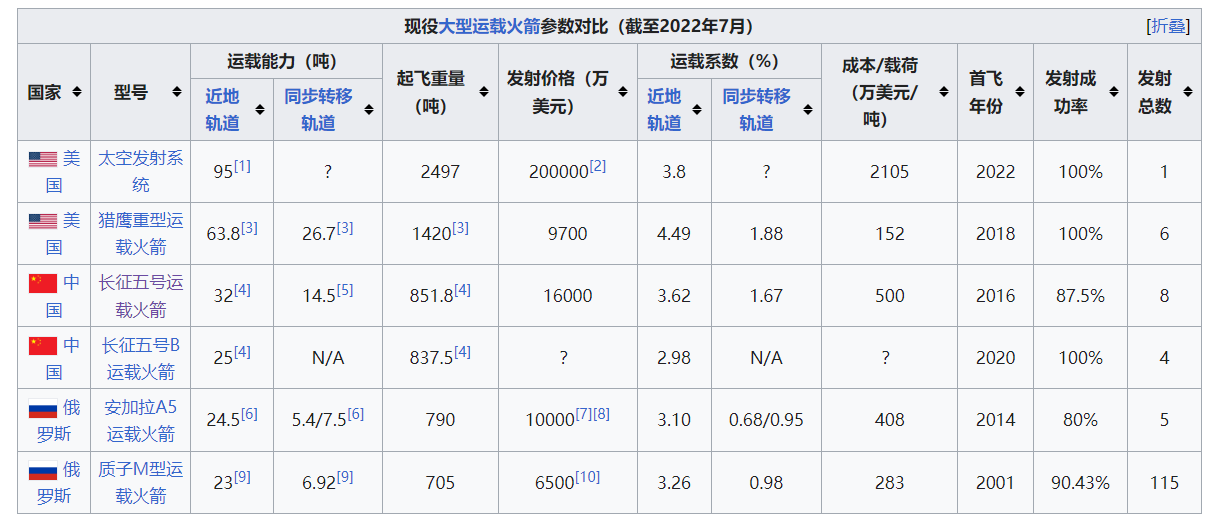 现役大型运载火箭参数对比（截至2022年7月） [折叠]
国家 型号 运载能力（吨） 起飞重量（吨） 发射价格（万美元） 运载系数（%） 成本/载荷（万美元/吨） 首飞年份 发射成功率 发射总数
近地轨道 同步转移轨道 近地轨道 同步转移轨道
美国 太空发射系统 95[1] ? 2497 200000[2] 3.8 ? 2105 2022 100% 1
美国 猎鹰重型运载火箭 63.8[3] 26.7[3] 1420[3] 9700 4.49 1.88 152 2018 100% 6
中国 长征五号运载火箭 32[4] 14.5[5] 851.8[4] 16000 3.62 1.67 500 2016 87.5% 8
中国 长征五号B运载火箭 25[4] N/A 837.5[4] ? 2.98 N/A ? 2020 100% 4
俄罗斯 安加拉A5运载火箭 24.5[6] 5.4/7.5[6] 790 10000[7][8] 3.10 0.68/0.95 408 2014 80% 5
俄罗斯 质子M型运载火箭 23[9] 6.92[9] 705 6500[10] 3.26 0.98 283 2001 90.43% 115